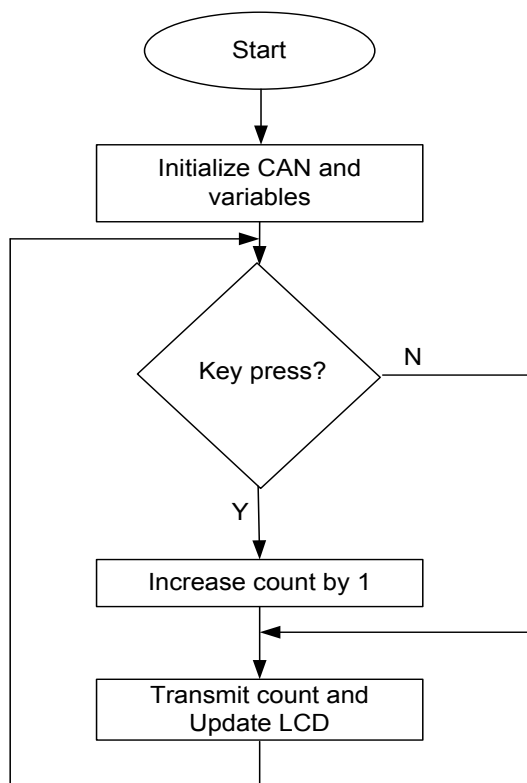 Start
Initialize CAN and
variables
Key press?
N
Y
Increase count by 1
Transmit count and
Update LCD